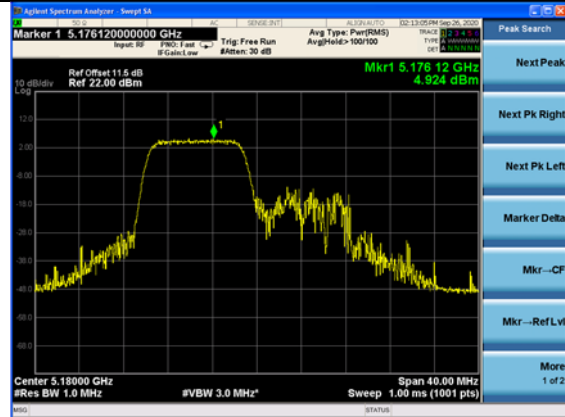 Agilent Spectrum Analyzer - Swept SA
50 Ω AC SENSE:INT ALIGN AUTO 02:13:05 PM Sep 26, 2020
Marker 1 5.176120000000 GHz
Input: RF PNO: Fast Trig: Free Run Avg Type: Pwr(RMS) TRACE 1 2 3 4 5 6
IFGain:Low #Atten: 30 dB Avg|Hold:> 100/100 TYPE
DET A N N N N N
Mkr1 5.176 12 GHz
4.924 dBm
Ref Offset 11.5 dB
10 dB/div Ref 22.00 dBm
Log
1
12.0
2.00
-8.00
-18.0
-28.0
-38.0
-48.0
-58.0
-68.0
Center 5.18000 GHz Span 40.00 MHz
#Res BW 1.0 MHz #VBW 3.0 MHz* Sweep 1.00 ms (1001 pts)
MSG STATUS
Peak Search
Next Peak
Next Pk Right
Next Pk Left
Marker Delta
Mkr→CF
Mkr→Ref Lvl
More
1 of 2